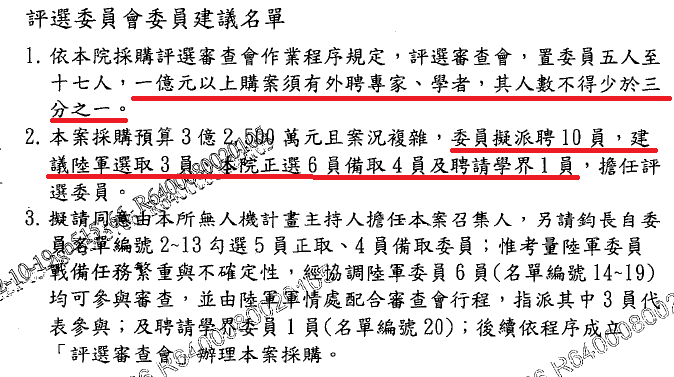 評選委員會委員建議名單
1. 依本院採購評選審查會作業程序規定，評選審查會，置委員五人至
十七人，一億元以上購案須有外聘專家、學者，其人數不得少於三
分之一。
2. 本案採購預算3億2,500萬元且案況複雜，委員擬派聘10員，建
議陸軍選取3員、本院正選6員備取4員及聘請學界1員，擔任評
選委員。
3. 擬請同意由本所無人機計畫主持人擔任本案召集人，另請鈞長自委
員名單編號2~13勾選5員正取、4員備取委員；惟考量陸軍委員
戰備任務繁重與不確定性，經協調陸軍委員6員(名單編號14~19)
均可參與審查，並由陸軍軍情處配合審查會行程，指派其中3員代
表參與；及聘請學界委員1員(名單編號20)；後續依程序成立
「評選審查會」辦理本案採購。